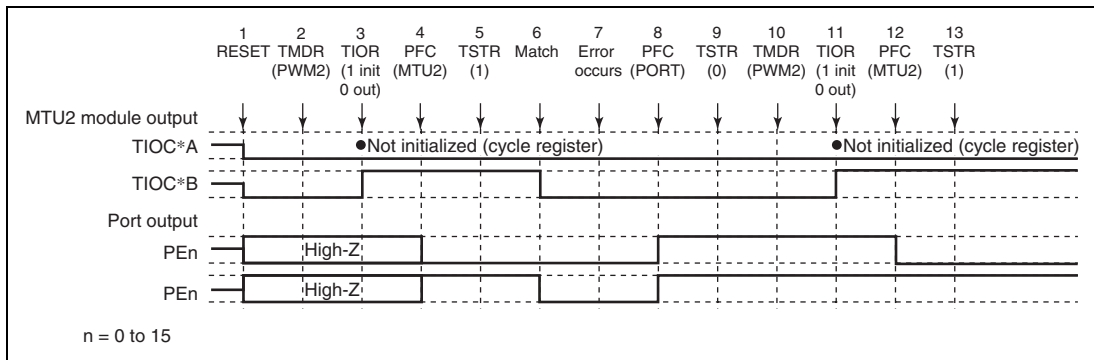 1 2 3 4 5 6 7 8 9 10 11 12 13
RESET TMDR TIOR PFC TSTR Match Error PFC TSTR TMDR TIOR PFC TSTR
(PWM2) (1 init (MTU2) (1) occurs (PORT) (0) (PWM2) (1 init (MTU2) (1)
0 out) 0 out)
MTU2 module output
TIOC*A ●Not initialized (cycle register) ●Not initialized (cycle register)
TIOC*B
Port output
PEn High-Z
PEn High-Z
n = 0 to 15